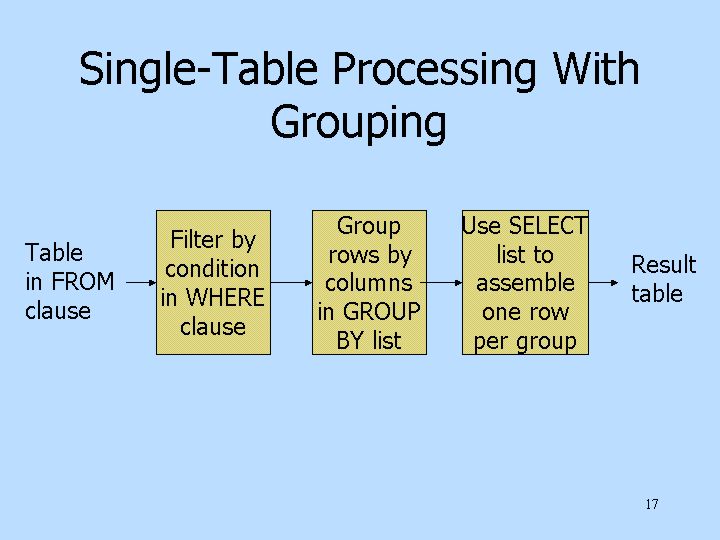 Single-Table Processing With
Grouping
Table
in FROM
clause
Filter by
condition
in WHERE
clause
Group
rows by
columns
in GROUP
BY list
Use SELECT
list to
assemble
one row
per group
Result
table
17